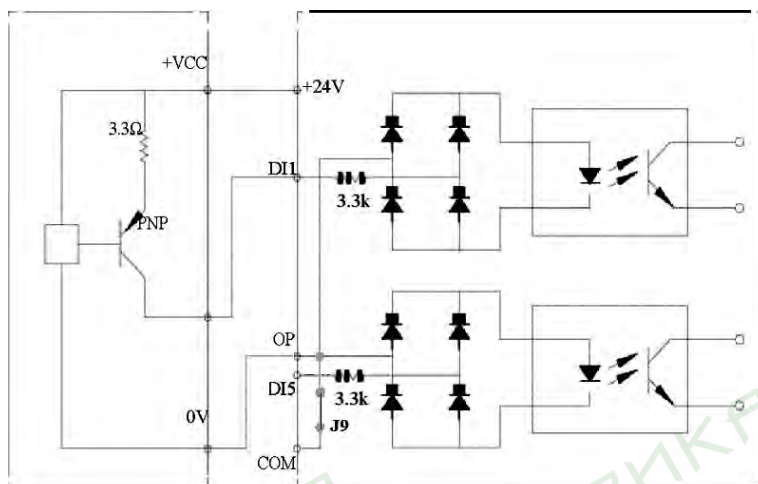 +VCC
+24V
3.3Ω
DI1
3.3k
PNP
OP
DI5
3.3k
0V
J9
COM